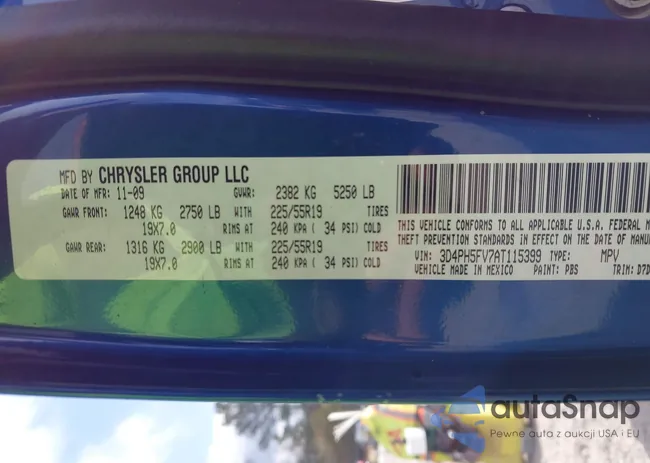 MFD BY CHRYSLER GROUP LLC
DATE OF MFR: 11-09 GVWR: 2382 KG 5250 LB
GAWR FRONT: 1248 KG 2750 LB WITH 225/55R19 TIRES
19X7.0 RIMS AT 240 KPA ( 34 PSI) COLD
GAWR REAR: 1316 KG 2900 LB WITH 225/55R19 TIRES
19X7.0 RIMS AT 240 KPA ( 34 PSI) COLD
THIS VEHICLE CONFORMS TO ALL APPLICABLE U.S.A. FEDERAL M
THEFT PREVENTION STANDARDS IN EFFECT ON THE DATE OF MANU
VIN: 3D4PH5FV7AT115399 TYPE: MPV
VEHICLE MADE IN MEXICO PAINT: PBS TRIM: D7D
autoSnap
Pewne auta z aukcji USA i EU